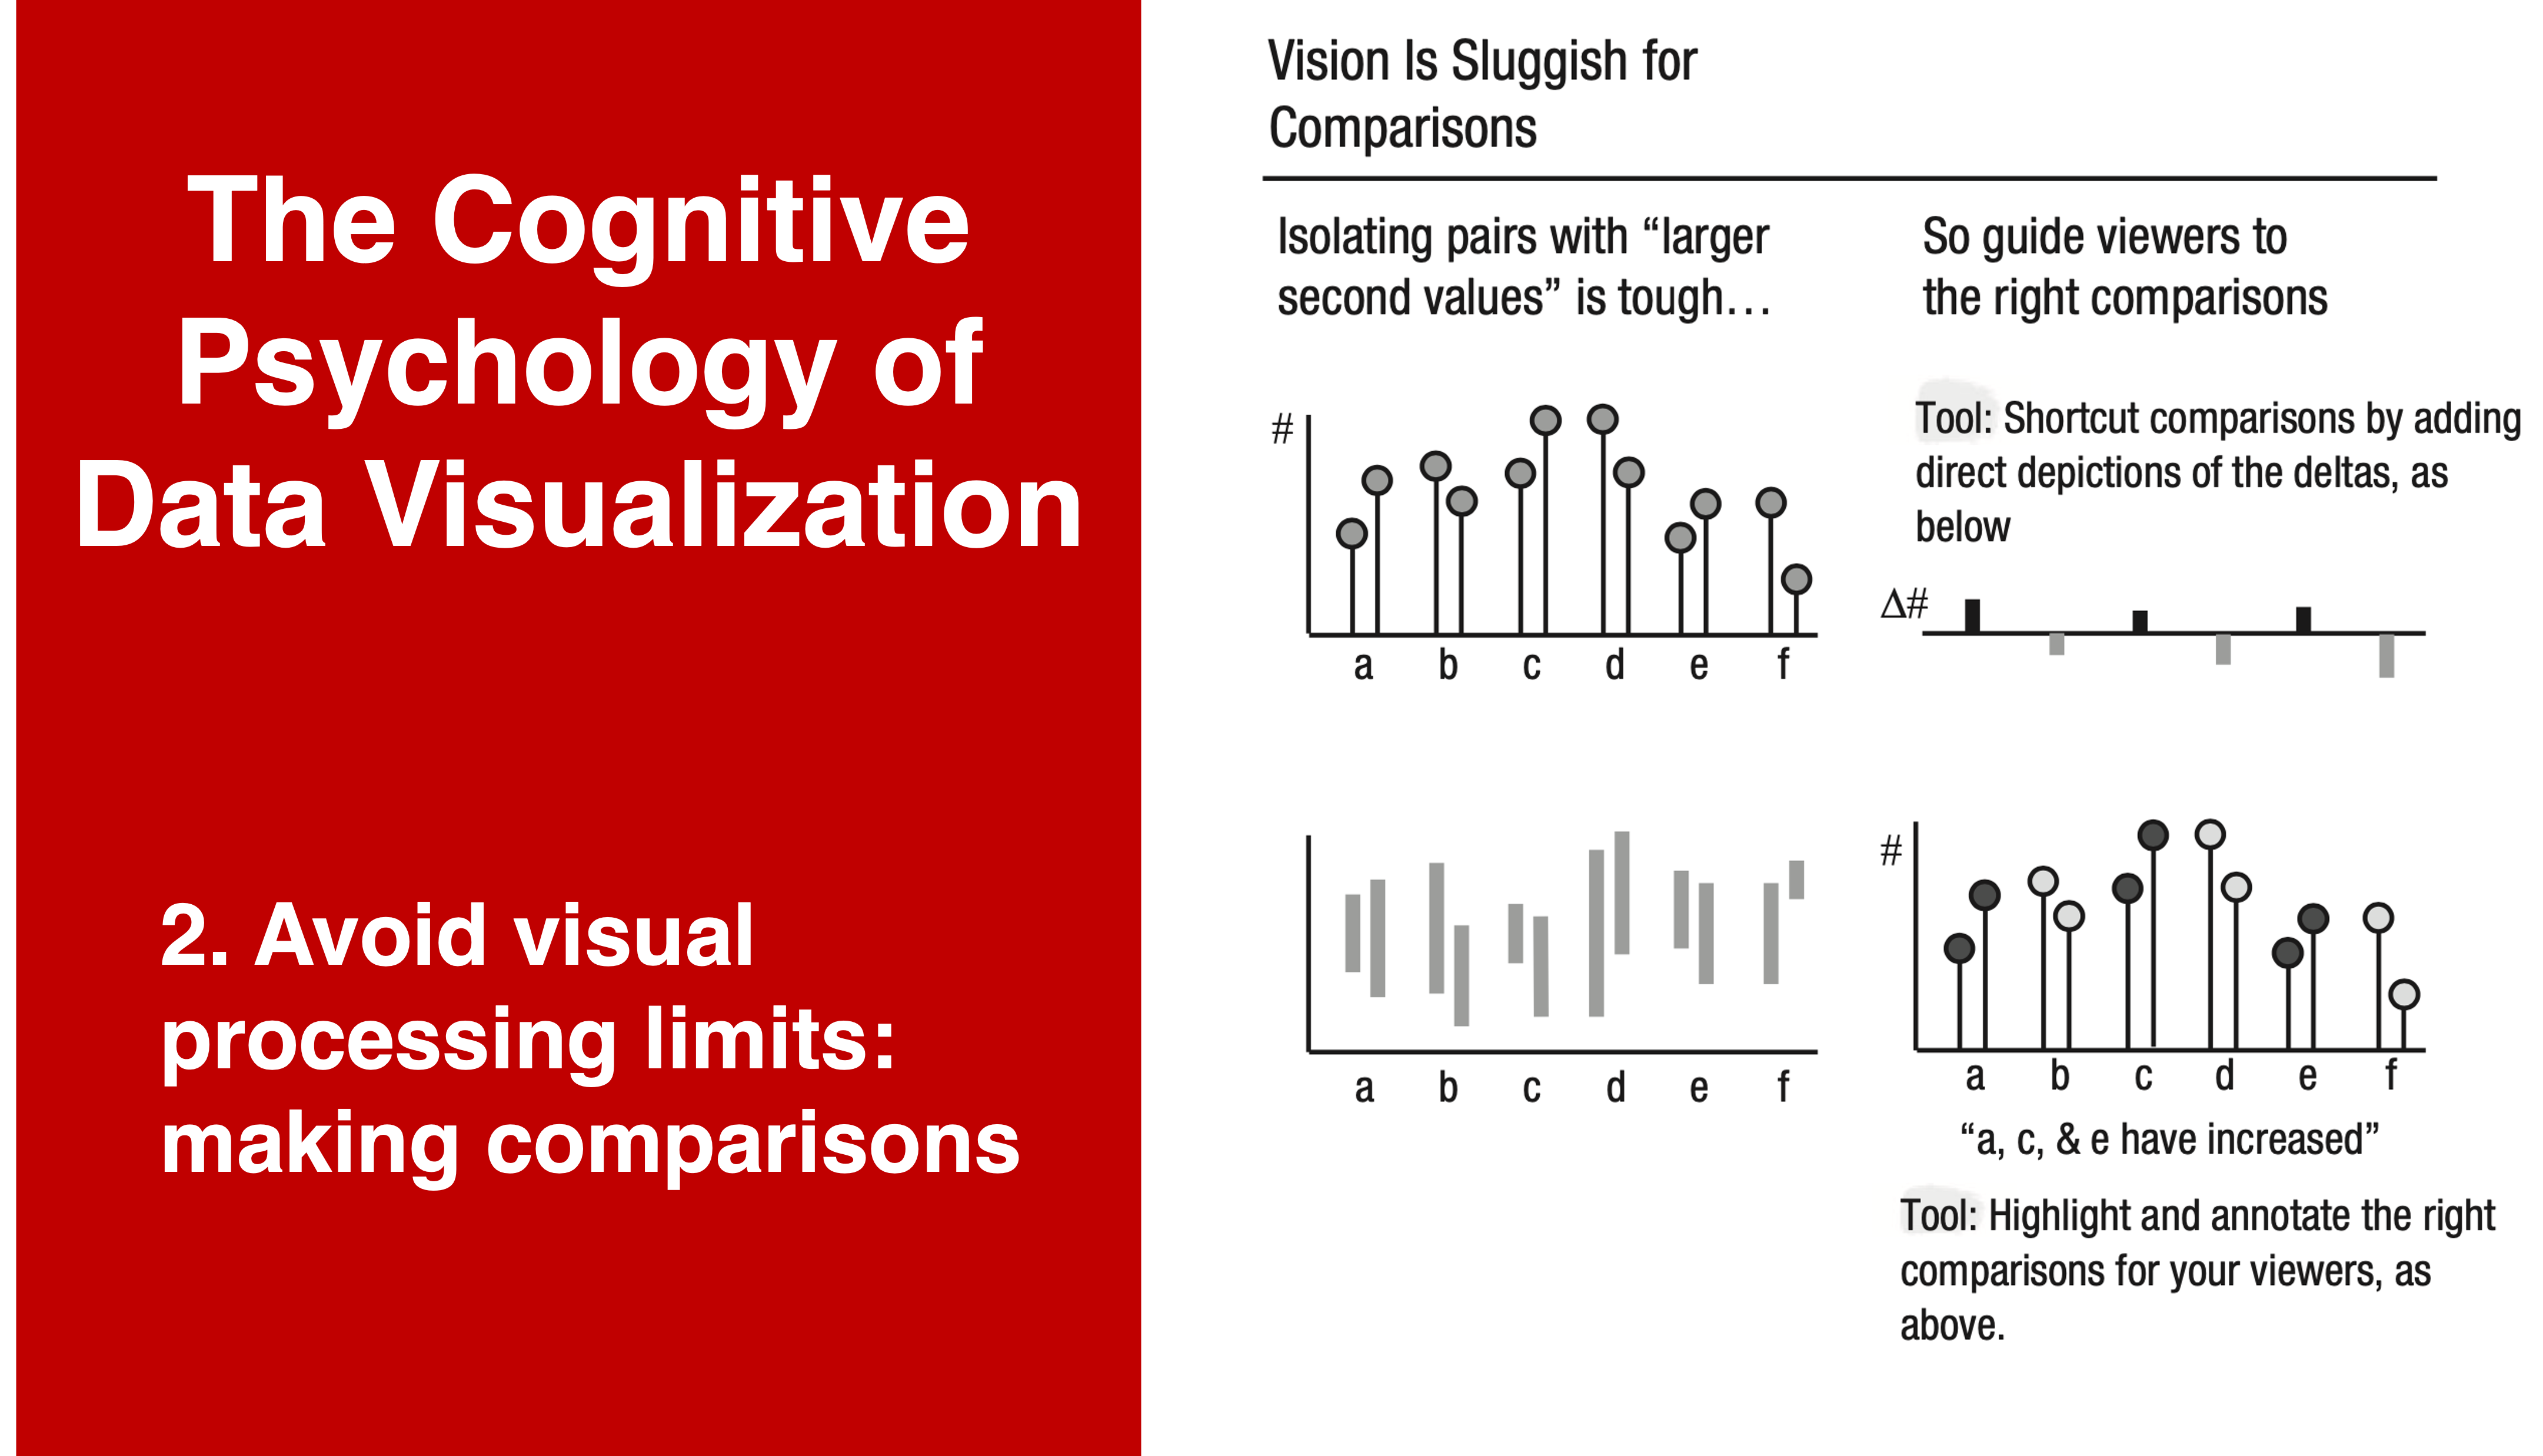 The Cognitive
Psychology of
Data Visualization
2. Avoid visual
processing limits:
making comparisons
Vision Is Sluggish for
Comparisons
Isolating pairs with “larger
second values” is tough…
#
a b c d e f
a b c d e f
So guide viewers to
the right comparisons
Tool: Shortcut comparisons by adding
direct depictions of the deltas, as
below
Δ#
#
a b c d e f
“a, c, & e have increased”
Tool: Highlight and annotate the right
comparisons for your viewers, as
above.